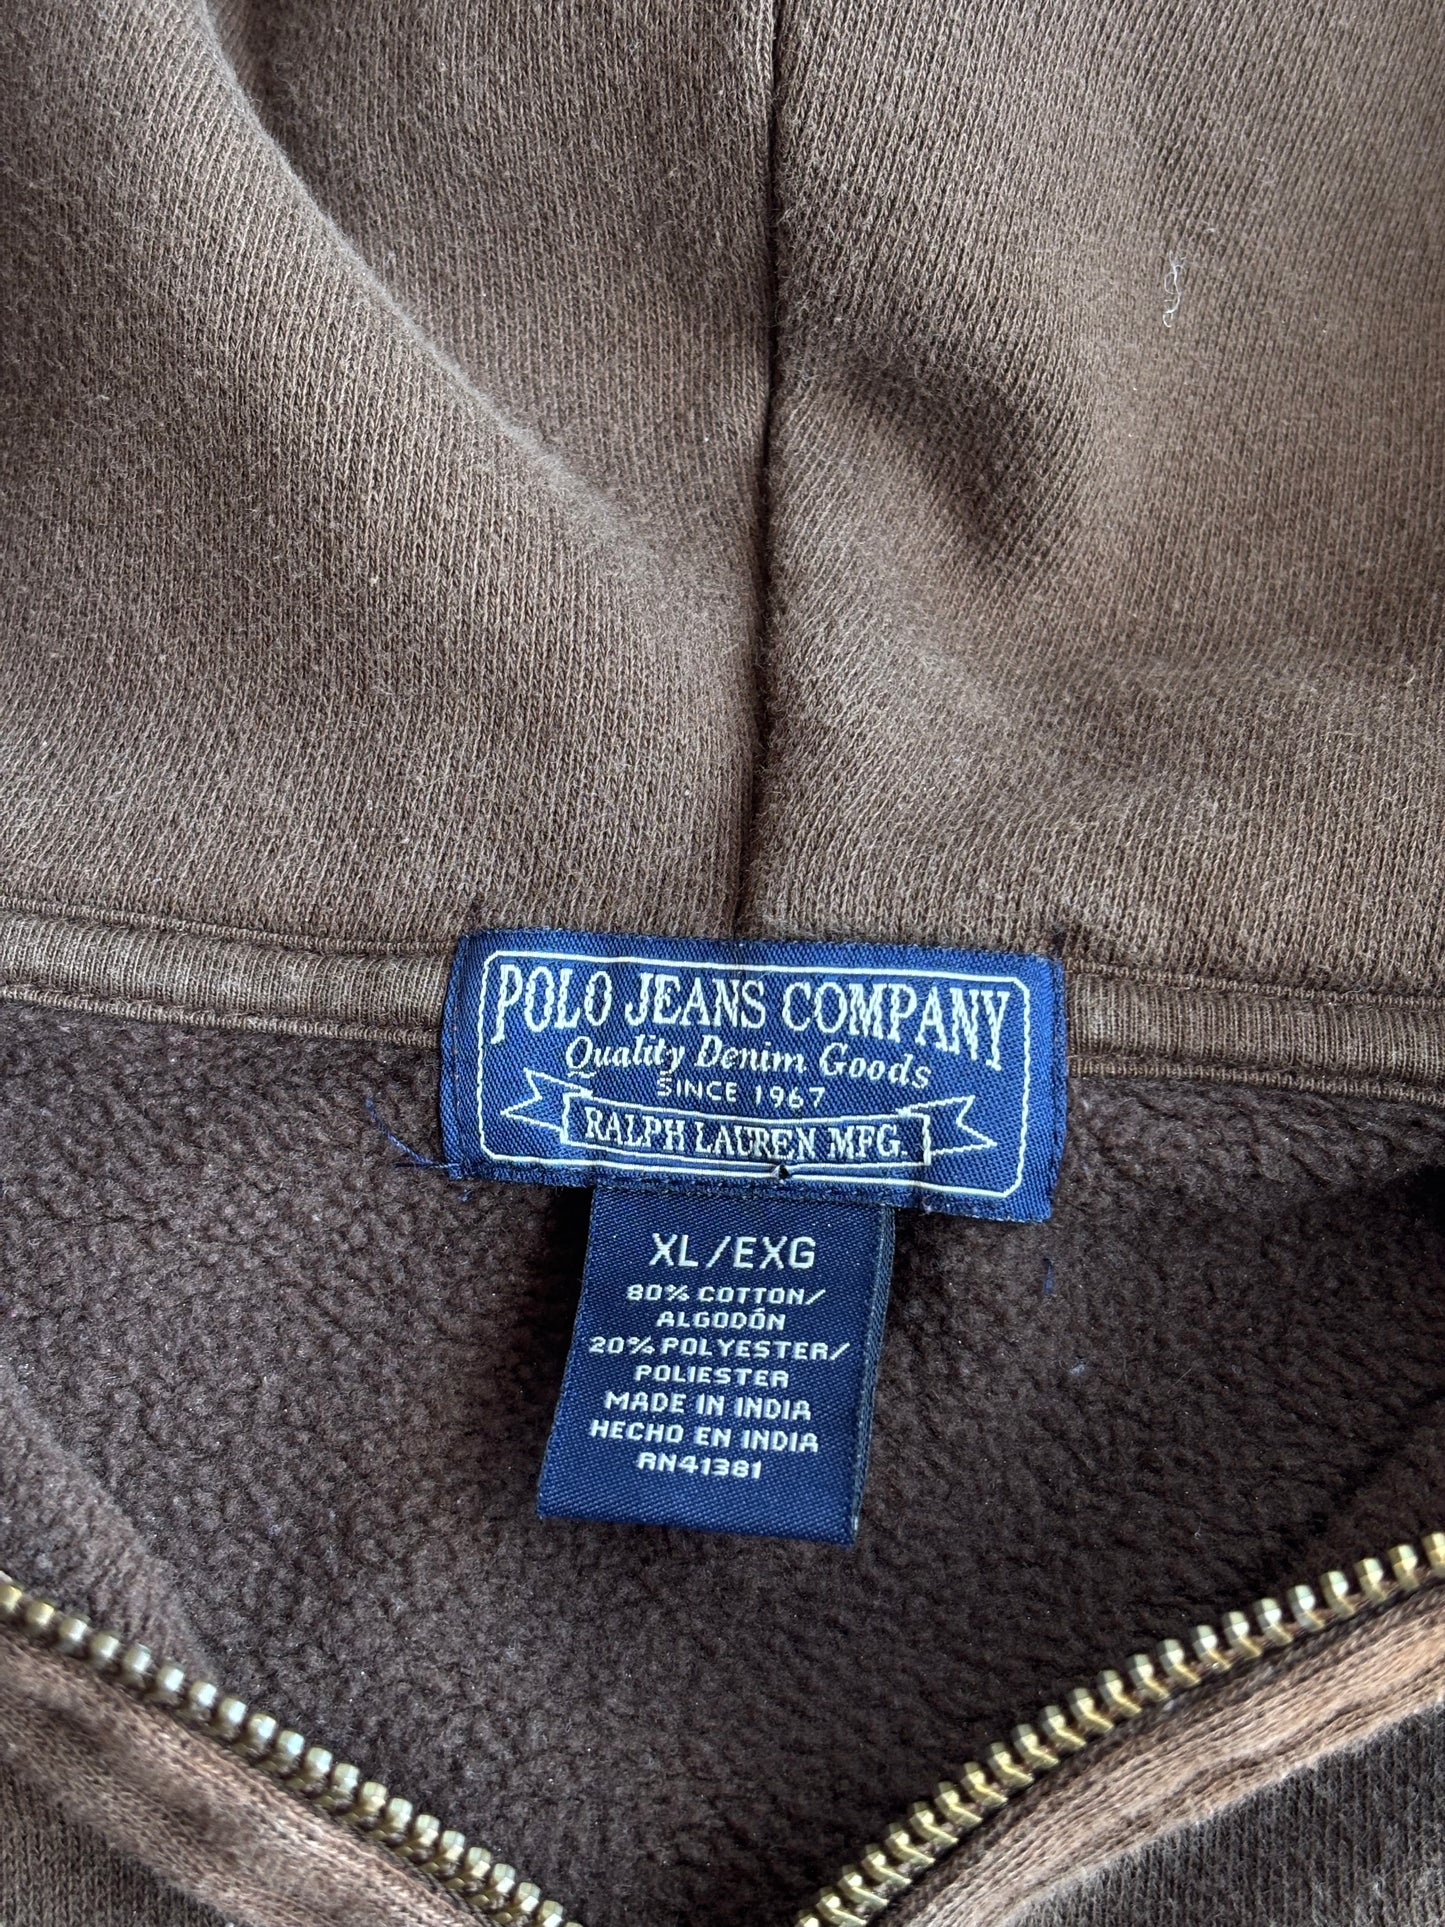 POLO JEANS COMPANY
Quality Denim Goods
SINCE 1967
RALPH LAUREN MFG.
XL/EXG
80% COTTON/
ALGODÓN
20% POLYESTER/
POLIESTER
MADE IN INDIA
HECHO EN INDIA
RN41381